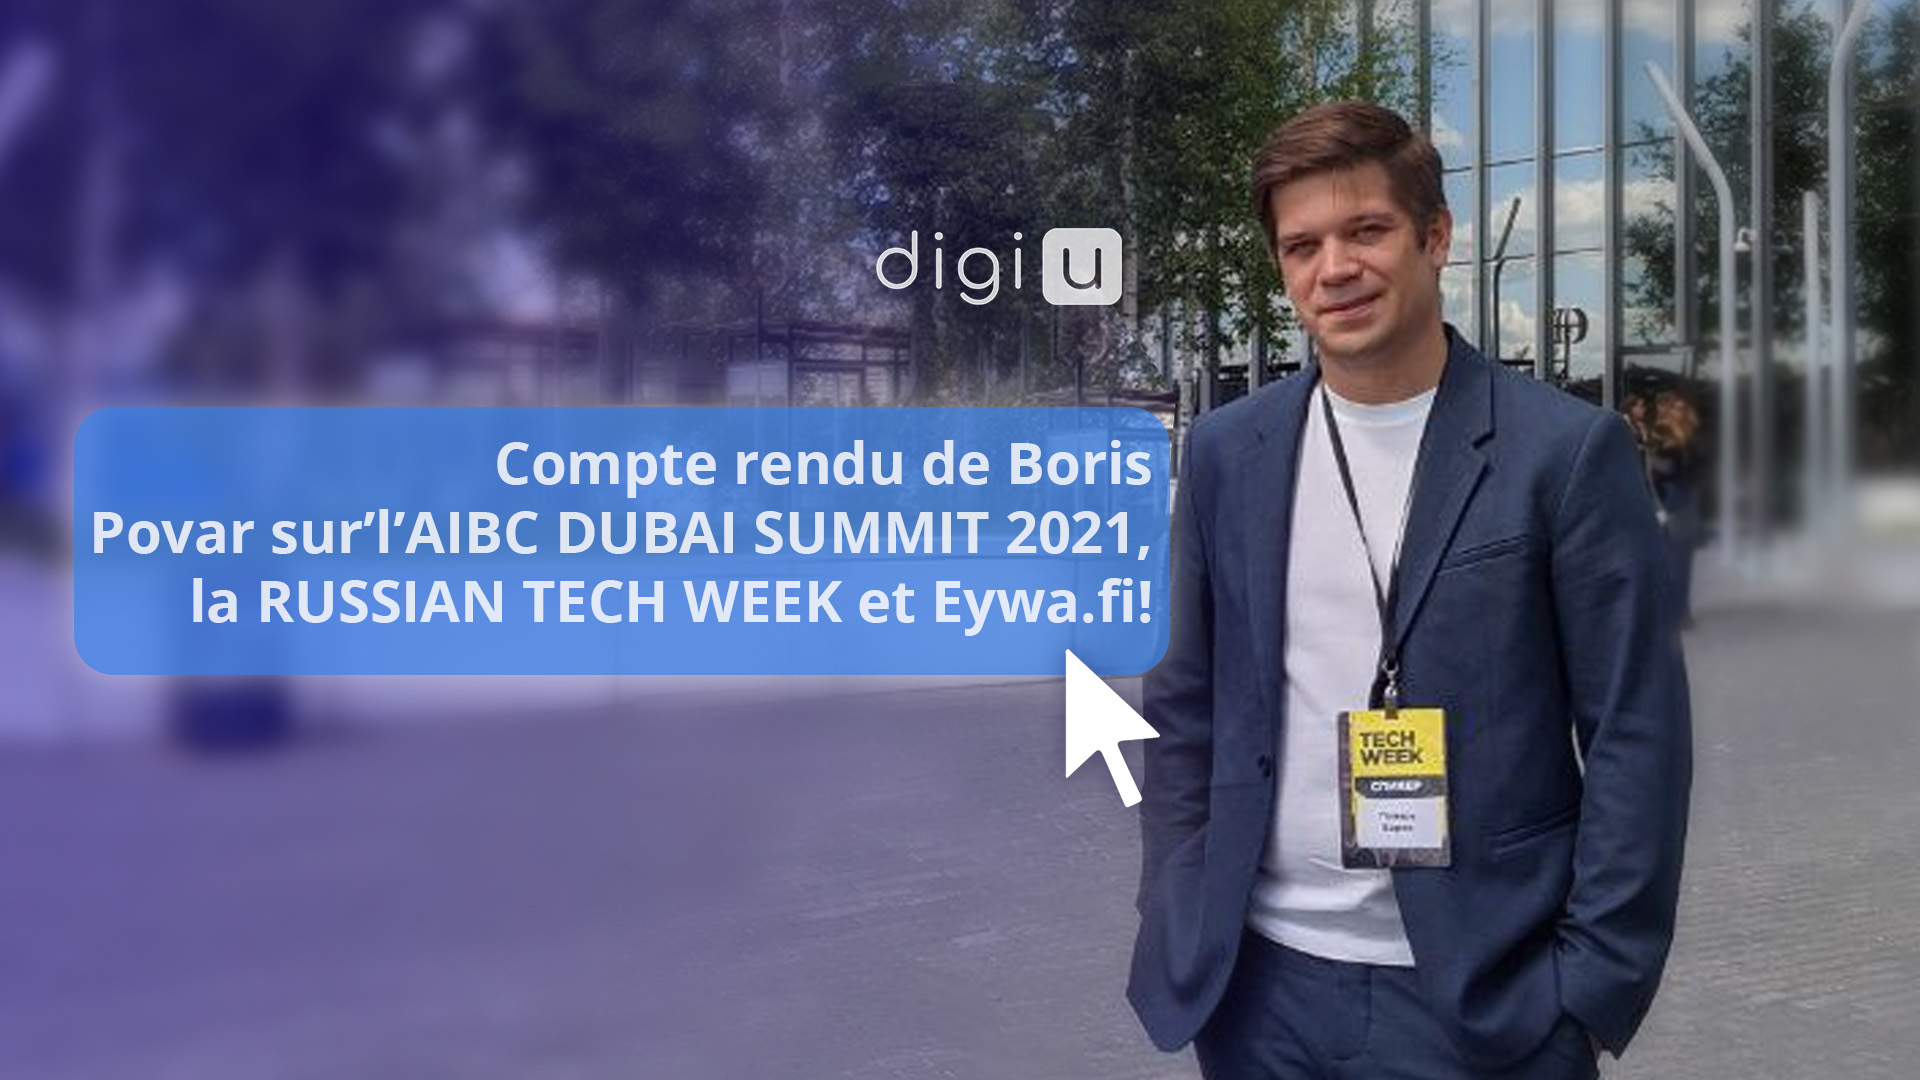 digi u
Compte rendu de Boris
Povar sur’l’AIBC DUBAI SUMMIT 2021,
la RUSSIAN TECH WEEK et Eywa.fi!
TECH
WEEK
СПИКЕР